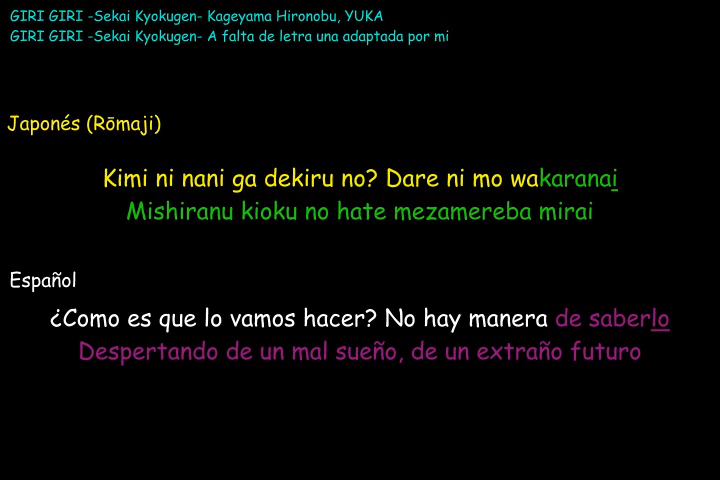 GIRI GIRI -Sekai Kyokugen- Kageyama Hironobu, YUKA
GIRI GIRI -Sekai Kyokugen- A falta de letra una adaptada por mi
Japonés (Rōmaji)
Kimi ni nani ga dekiru no? Dare ni mo wakaranai
Mishiranu kioku no hate mezamereba mirai
Español
¿Como es que lo vamos hacer? No hay manera de saberlo
Despertando de un mal sueño, de un extraño futuro